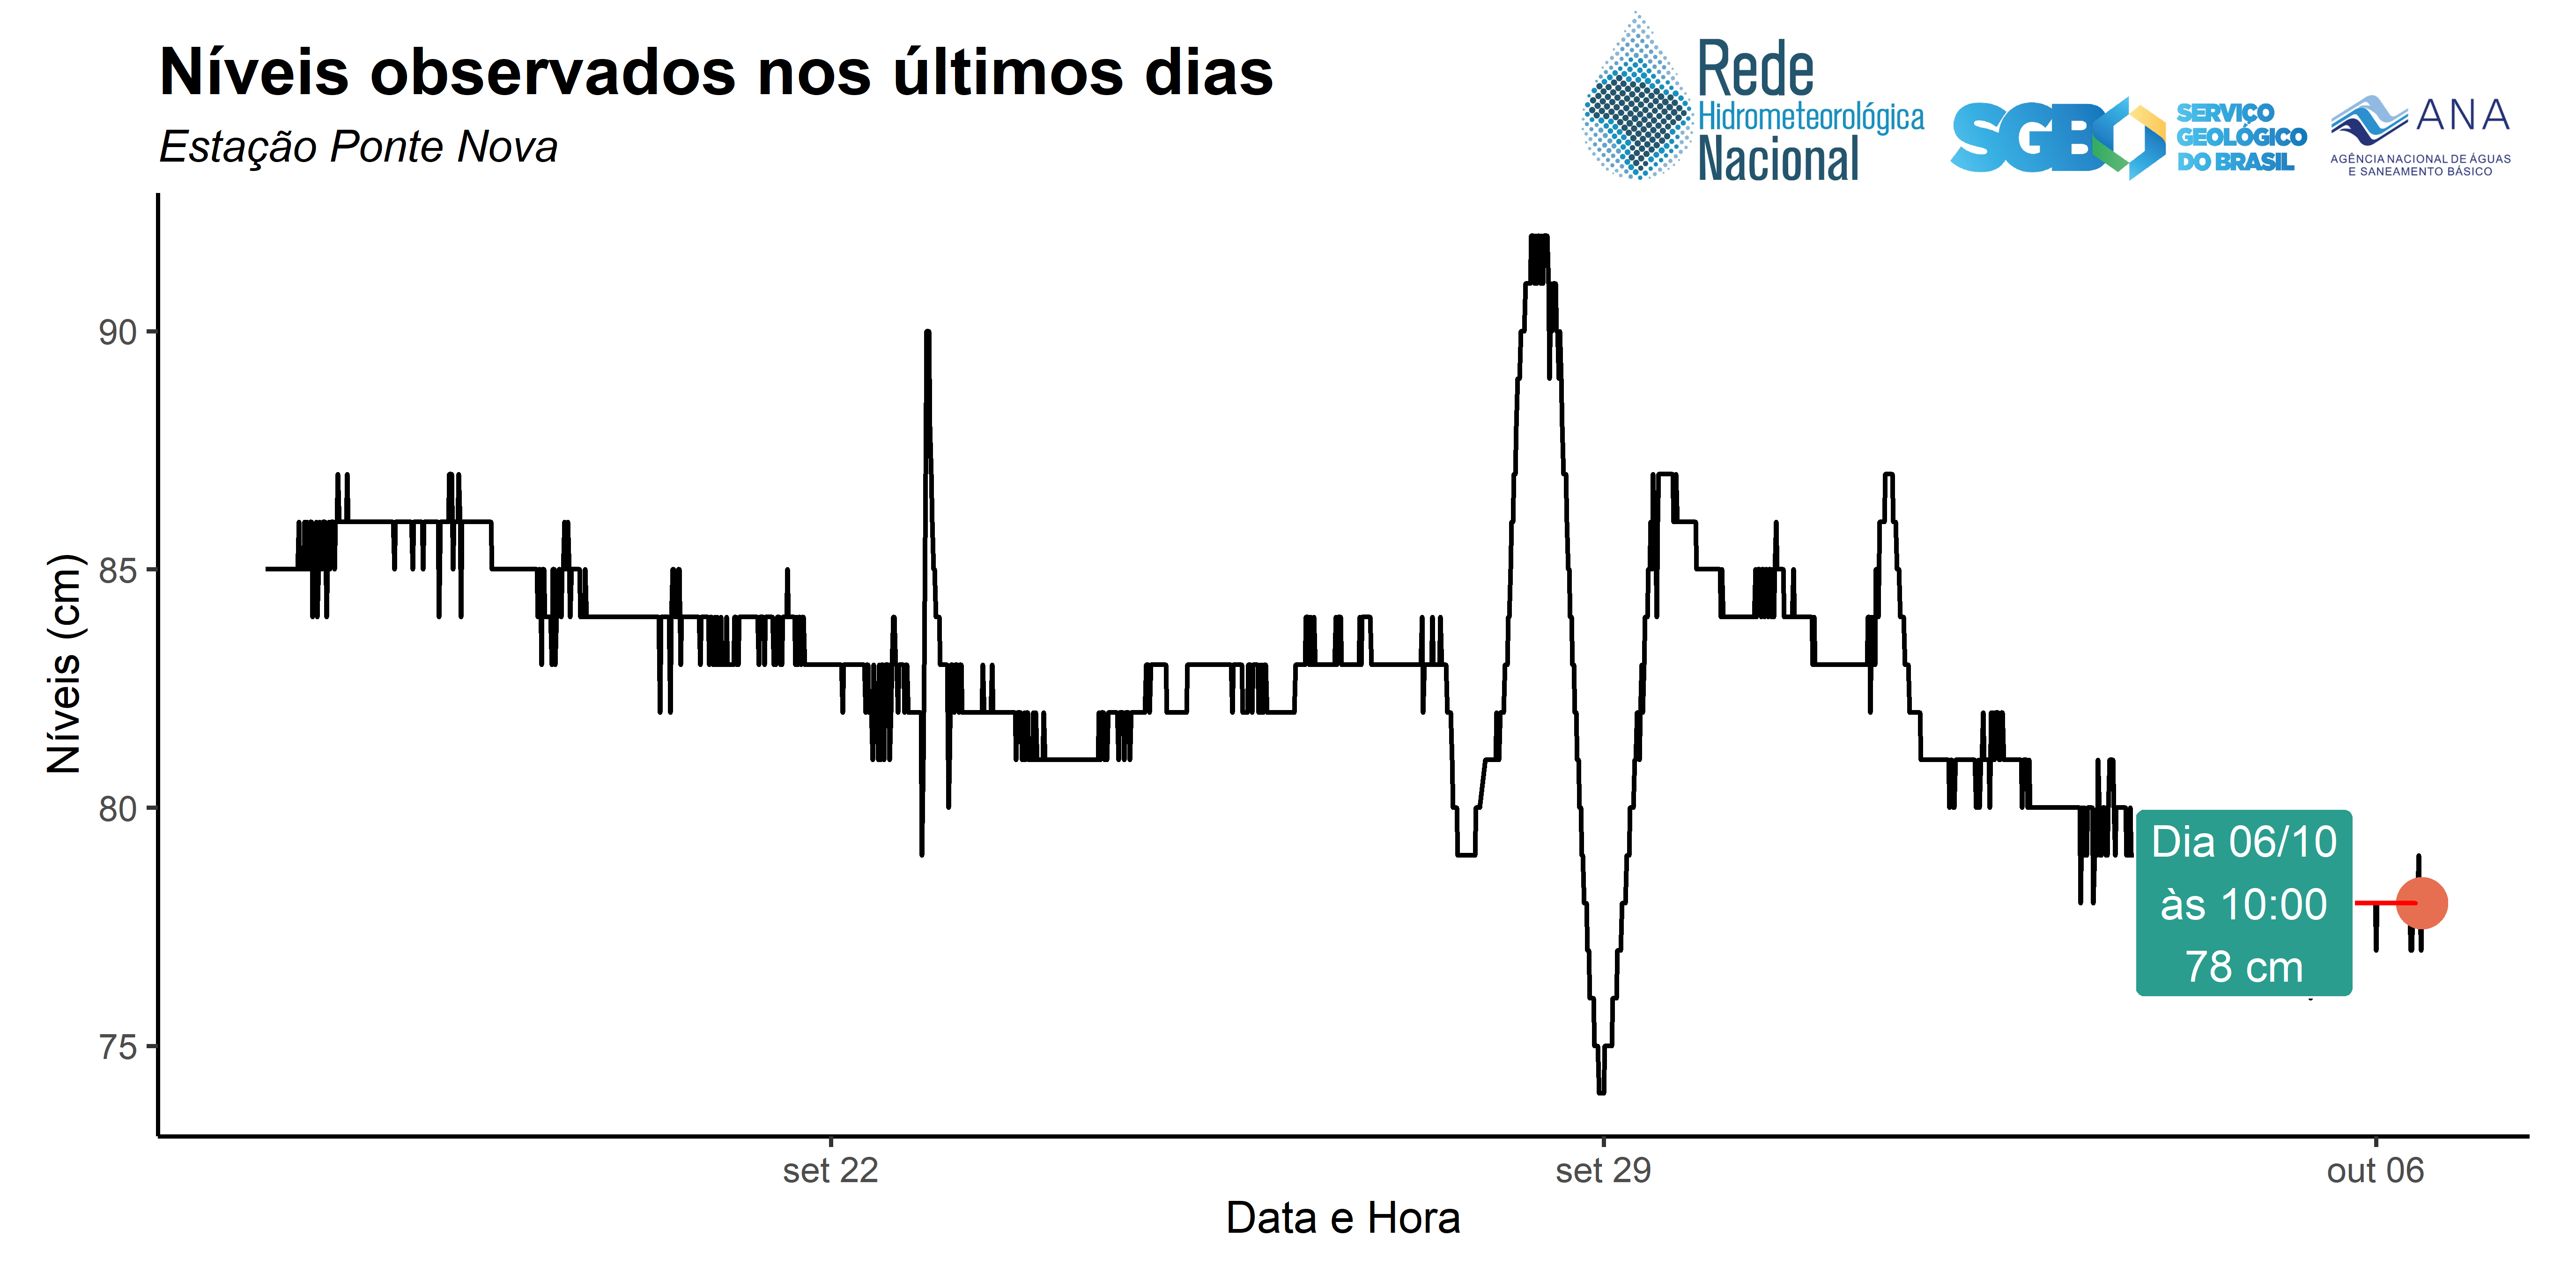 Níveis observados nos últimos dias
Estação Ponte Nova
Rede
Hidrometeorológica
Nacional
SGB
SERVIÇO
GEOLÓGICO
DO BRASIL
ANA
AGÊNCIA NACIONAL DE ÁGUAS
E SANEAMENTO BÁSICO
Níveis (cm)
90
85
80
75
Dia 06/10
às 10:00
78 cm
set 22
set 29
out 06
Data e Hora